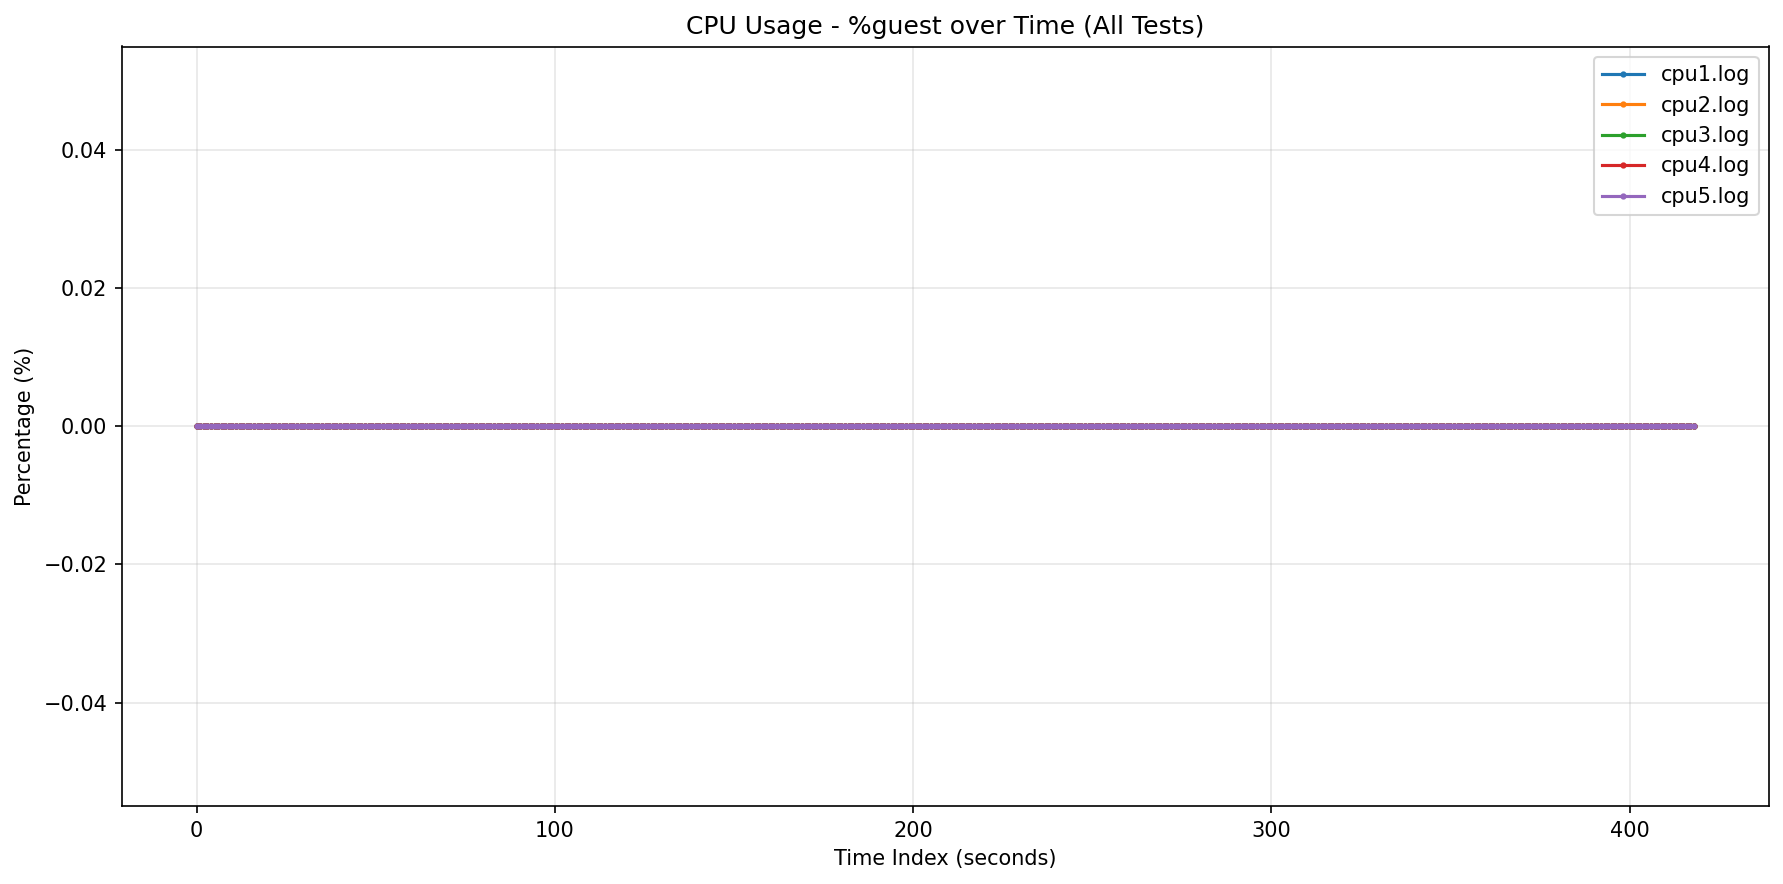 CPU Usage - %guest over Time (All Tests)
cpu1.log
cpu2.log
cpu3.log
cpu4.log
cpu5.log
Percentage (%)
0.04
0.02
0.00
−0.02
−0.04
0
100
200
300
400
Time Index (seconds)